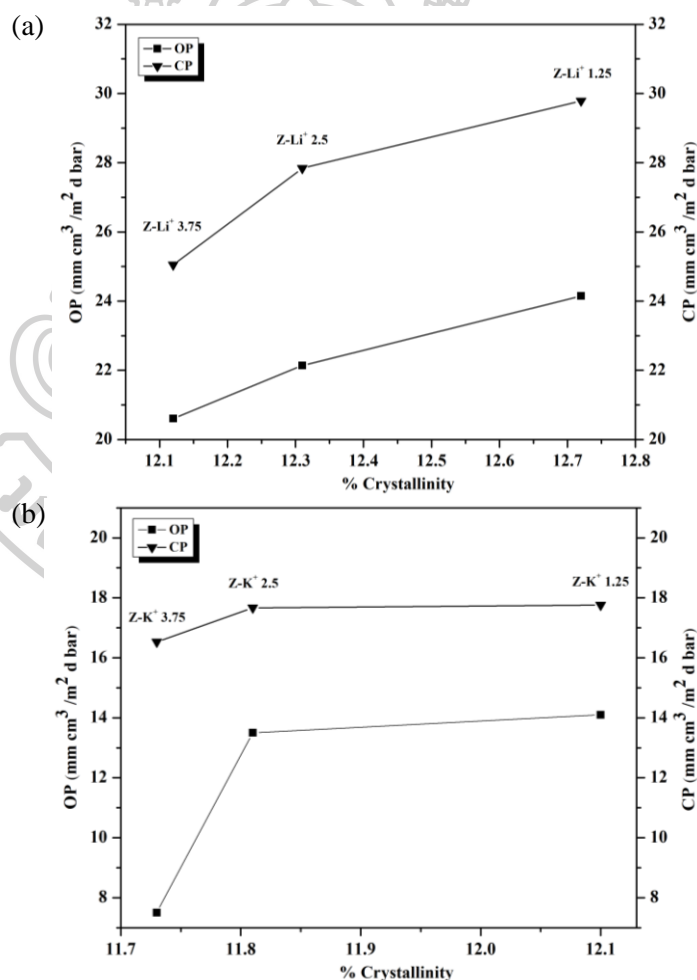 (a)
32
30
28
26
24
22
20
OP (mm cm³ /m² d bar)
OP
CP
Z-Li⁺ 3.75
Z-Li⁺ 2.5
Z-Li⁺ 1.25
32
30
28
26
24
22
20
CP (mm cm³ /m² d bar)
12.1 12.2 12.3 12.4 12.5 12.6 12.7 12.8
% Crystallinity
(b)
20
18
16
14
12
10
8
OP (mm cm³ /m² d bar)
OP
CP
Z-K⁺ 3.75
Z-K⁺ 2.5
Z-K⁺ 1.25
20
18
16
14
12
10
8
CP (mm cm³ /m² d bar)
11.7 11.8 11.9 12.0 12.1
% Crystallinity